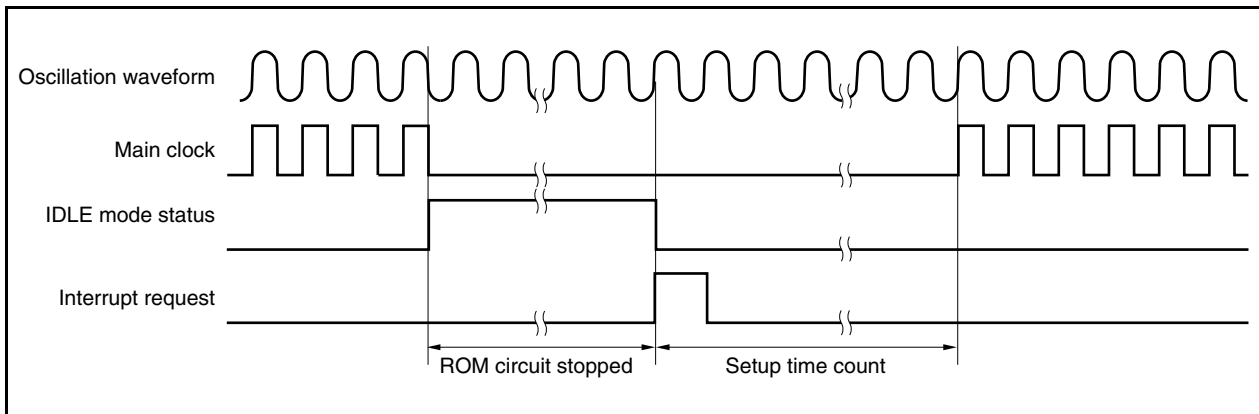 Oscillation waveform
Main clock
IDLE mode status
Interrupt request
ROM circuit stopped
Setup time count